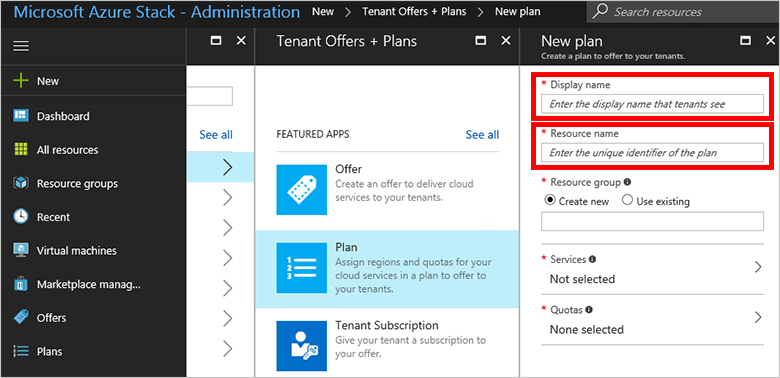 Microsoft Azure Stack - Administration New > Tenant Offers + Plans > New plan Search resources
New
Dashboard
All resources
Resource groups
Recent
Virtual machines
Marketplace manag...
Offers
Plans
See all
Tenant Offers + Plans
FEATURED APPS See all
Offer
Create an offer to deliver cloud
services to your tenants.
Plan
Assign regions and quotas for your
cloud services in a plan to offer to
your tenants.
Tenant Subscription
Give your tenant a subscription to
your offer.
New plan
Create a plan to offer to your tenants.
* Display name
Enter the display name that tenants see
* Resource name
Enter the unique identifier of the plan
* Resource group
Create new Use existing
* Services
Not selected
* Quotas
None selected